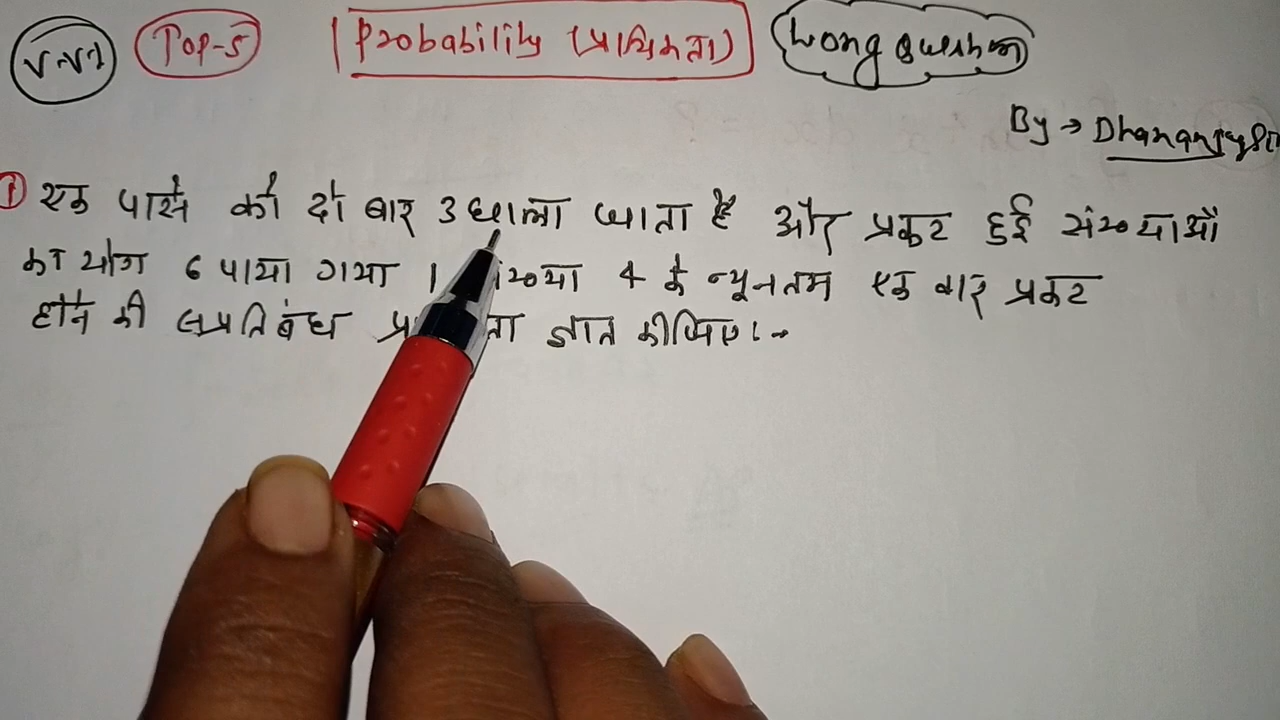 v.v.i Top-5 Probability (प्रायिकता) Long Question
By → Dhananjay
① एक पासे को दो बार उछाला जाता है और प्रकट हुई संख्याओं
का योग 6 पाया गया । संख्या 4 के न्यूनतम एक बार प्रकट
होने की सप्रतिबंध ज्ञात कीजिए।→